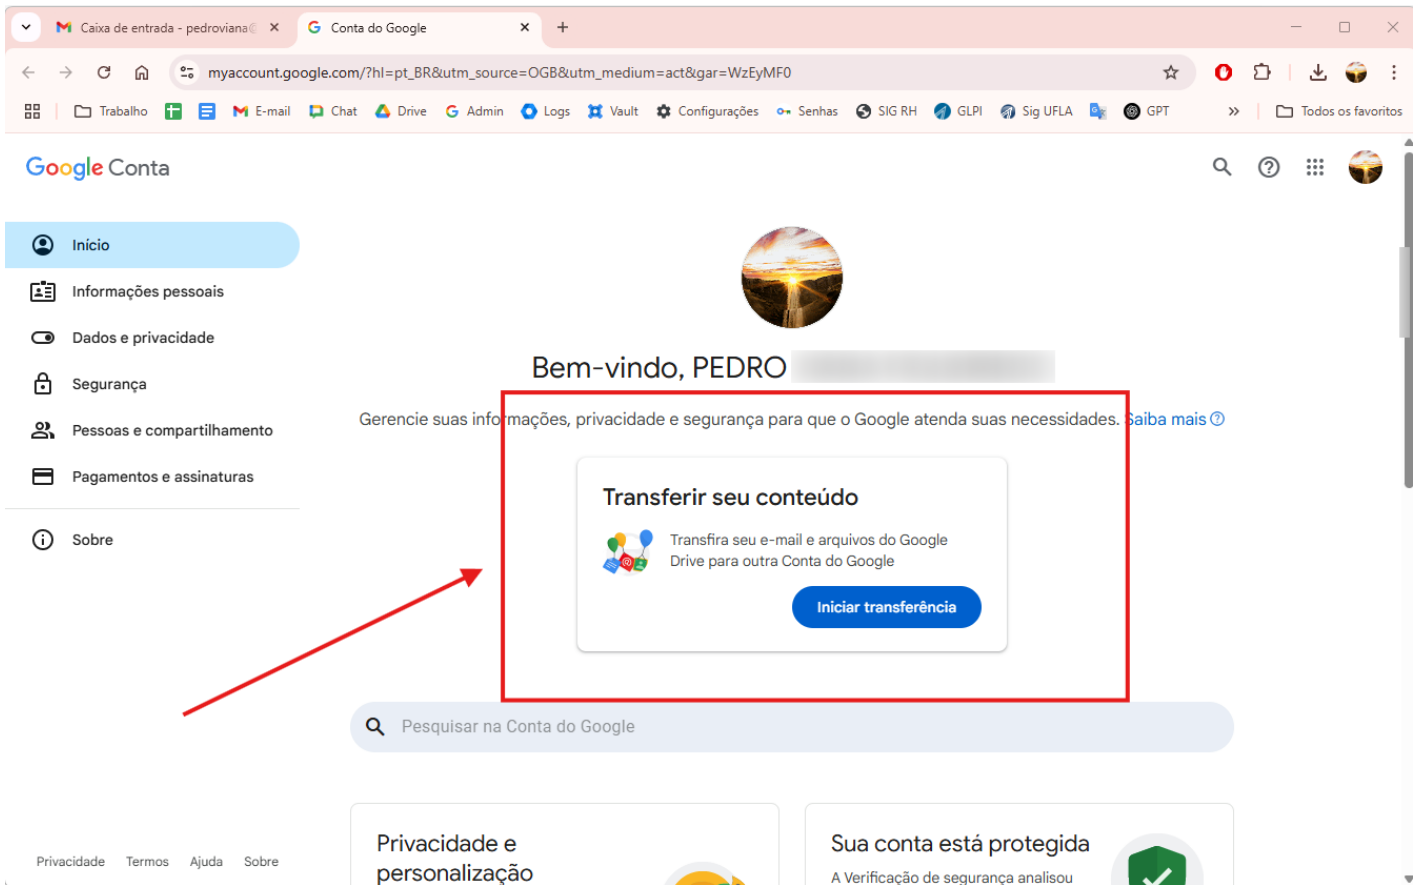 Caixa de entrada - pedroviana@
Conta do Google
myaccount.google.com/?hl=pt_BR&utm_source=OGB&utm_medium=act&gar=WzEyMF0
Trabalho E-mail Chat Drive Admin Logs Vault Configurações Senhas SIG RH GLPI Sig UFLA GPT » Todos os favoritos
Google Conta
Início
Informações pessoais
Dados e privacidade
Segurança
Pessoas e compartilhamento
Pagamentos e assinaturas
Sobre
Bem-vindo, PEDRO
Gerencie suas informações, privacidade e segurança para que o Google atenda suas necessidades. Saiba mais
Transferir seu conteúdo
Transfira seu e-mail e arquivos do Google
Drive para outra Conta do Google
Iniciar transferência
Pesquisar na Conta do Google
Privacidade e
personalização
Sua conta está protegida
A Verificação de segurança analisou
Privacidade Termos Ajuda Sobre